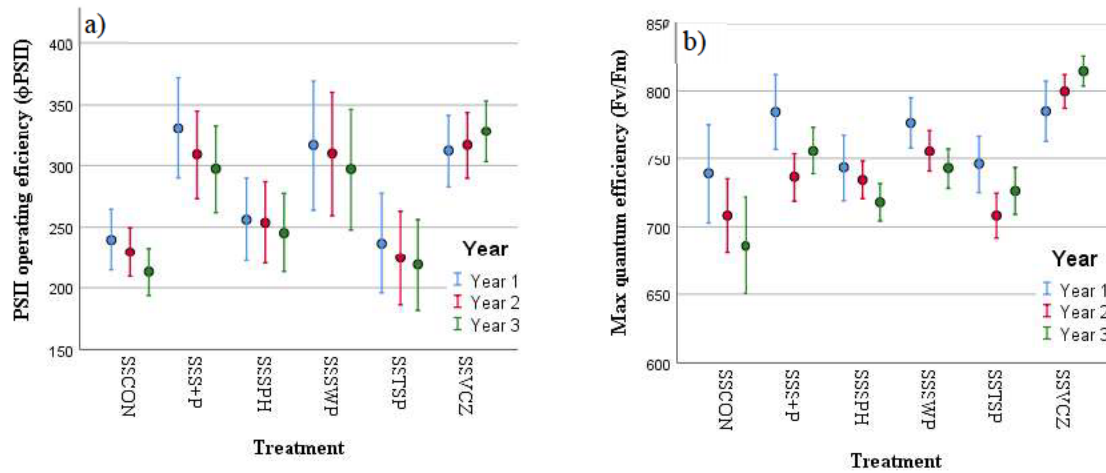 a)
PSII operating eficiency (ϕPSII)
400
350
300
250
200
150
Year
Year 1
Year 2
Year 3
SSCON
SSS+P
SSSPH
SSSWP
SSTSP
SSVCZ
Treatment
b)
Max quantum efficiency (Fv/Fm)
850
800
750
700
650
600
Year
Year 1
Year 2
Year 3
SSCON
SSS+P
SSSPH
SSSWP
SSTSP
SSVCZ
Treatment